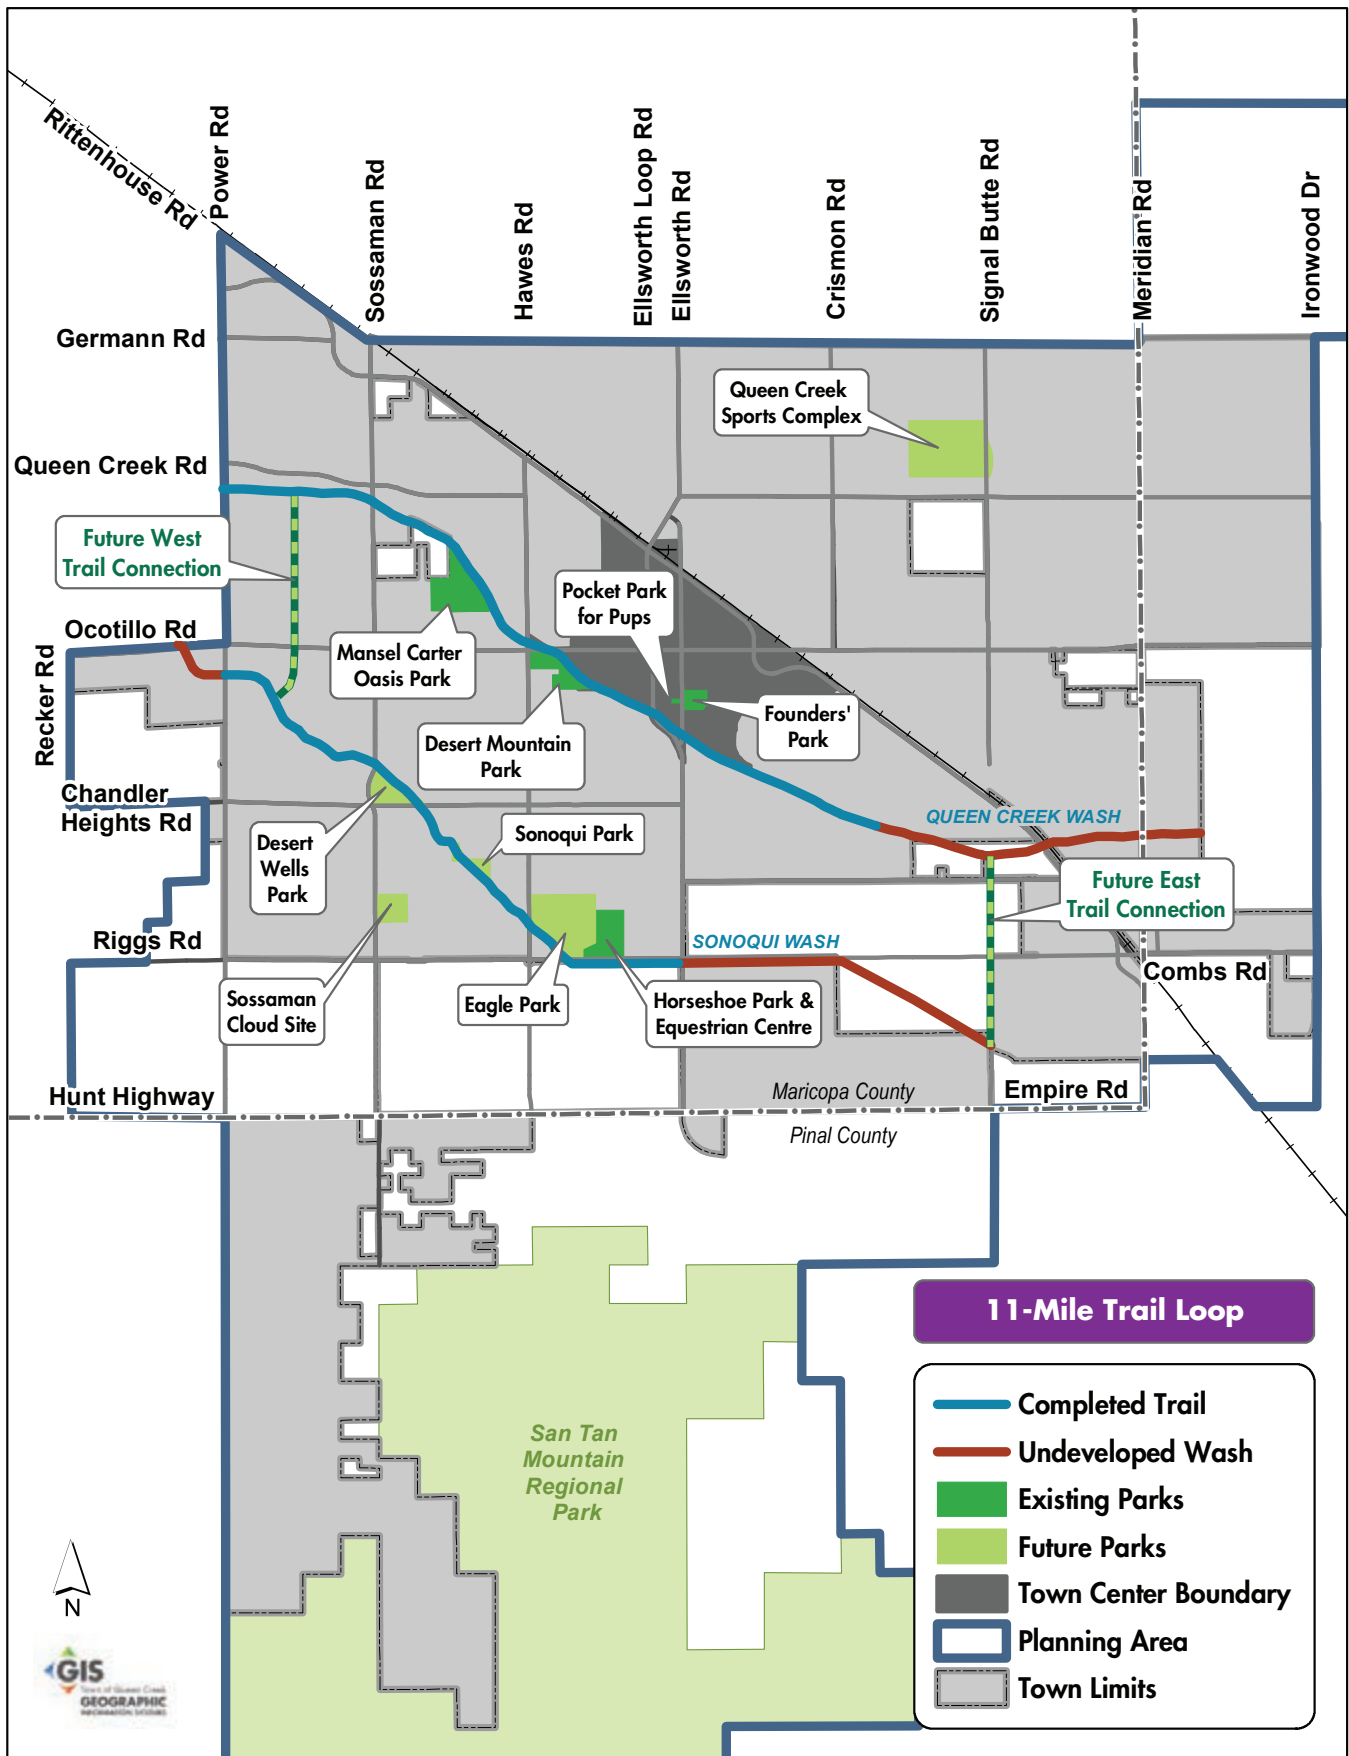 Rittenhouse Rd
Power Rd
Sossaman Rd
Hawes Rd
Ellsworth Loop Rd
Ellsworth Rd
Crismon Rd
Signal Butte Rd
Meridian Rd
Ironwood Dr
Germann Rd
Queen Creek
Sports Complex
Queen Creek Rd
Future West
Trail Connection
Pocket Park
for Pups
Ocotillo Rd
Recker Rd
Mansel Carter
Oasis Park
Founders'
Park
Desert Mountain
Park
Chandler
Heights Rd
QUEEN CREEK WASH
Sonoqui Park
Desert
Wells
Park
Future East
Trail Connection
Riggs Rd
SONOQUI WASH
Combs Rd
Sossaman
Cloud Site
Eagle Park
Horseshoe Park &
Equestrian Centre
Hunt Highway
Maricopa County
Empire Rd
Pinal County
11-Mile Trail Loop
Completed Trail
Undeveloped Wash
Existing Parks
Future Parks
Town Center Boundary
Planning Area
Town Limits
San Tan
Mountain
Regional
Park
N
GIS
Town of Queen Creek
GEOGRAPHIC
INFORMATION SYSTEMS